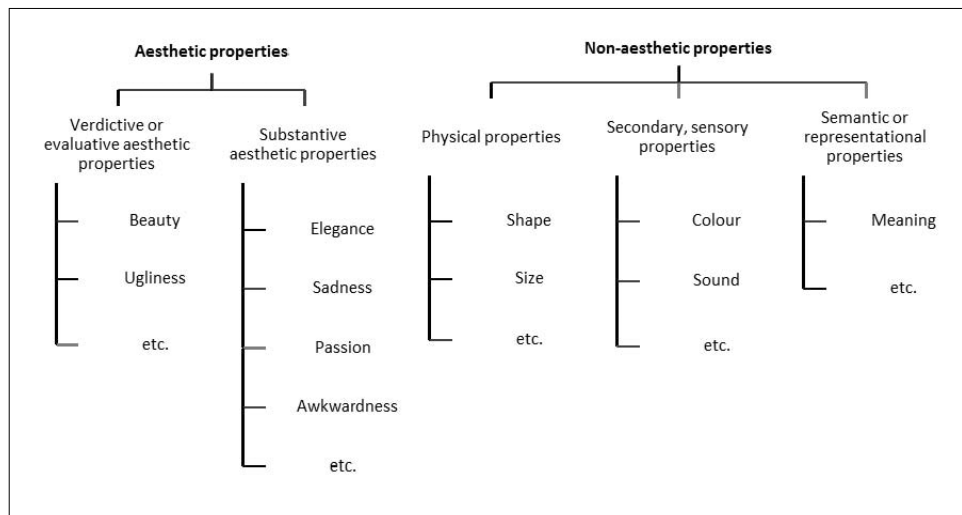 Aesthetic properties
Verdictive or
evaluative aesthetic
properties
Beauty
Ugliness
etc.
Substantive
aesthetic properties
Elegance
Sadness
Passion
Awkwardness
etc.
Non-aesthetic properties
Physical properties
Shape
Size
etc.
Secondary, sensory
properties
Colour
Sound
etc.
Semantic or
representational
properties
Meaning
etc.